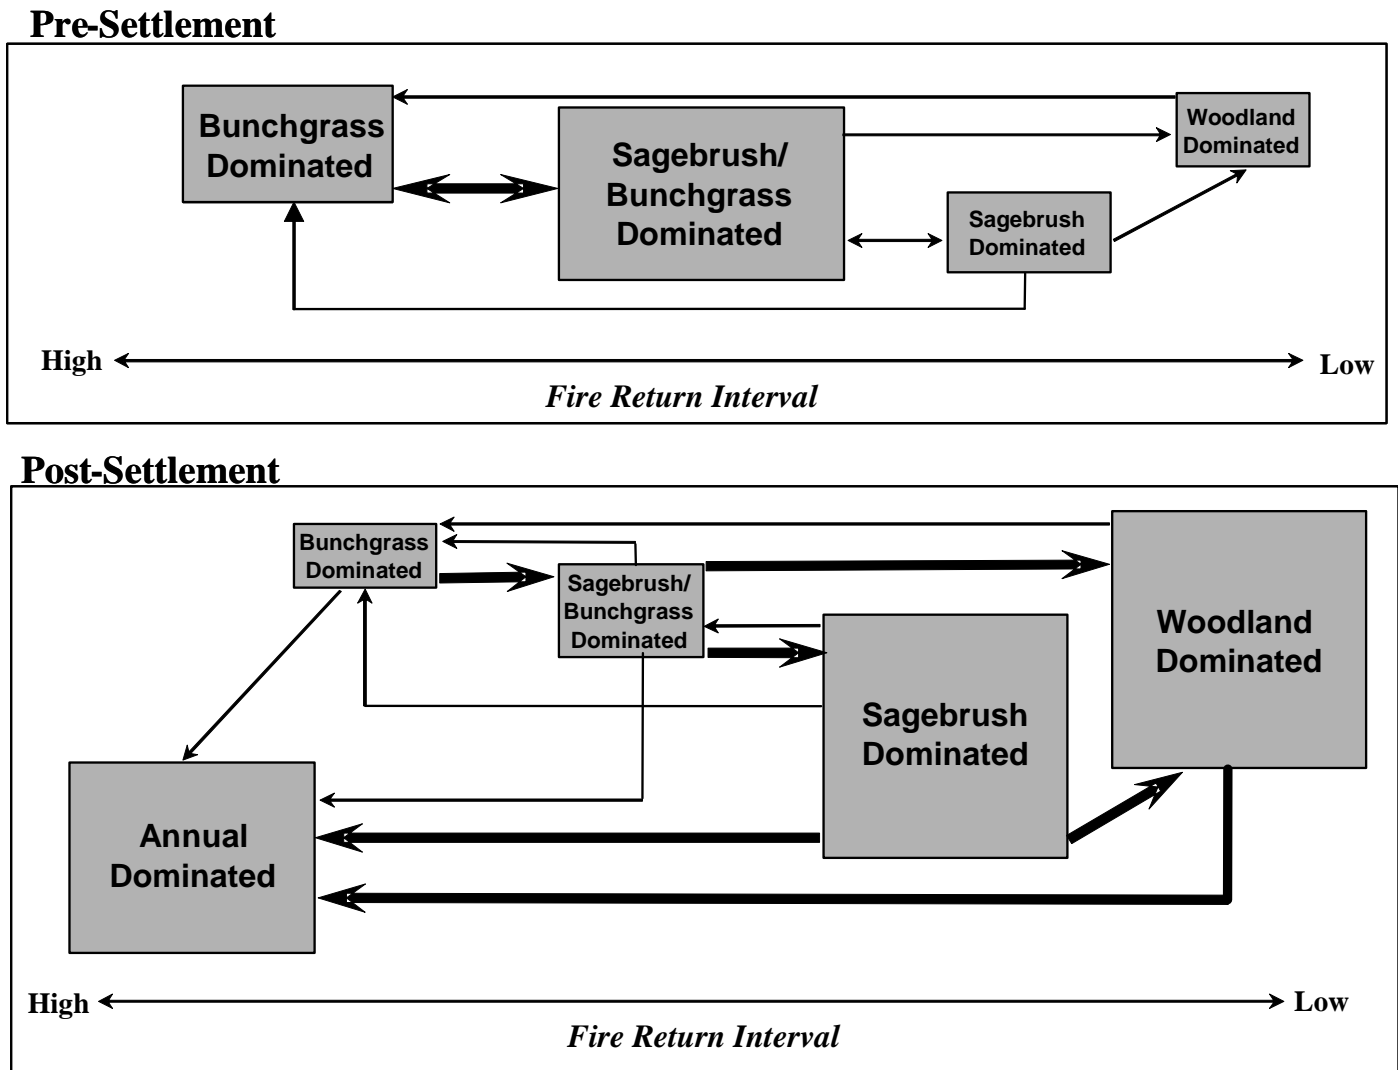 Pre-Settlement
Bunchgrass
Dominated
Sagebrush/
Bunchgrass
Dominated
Woodland
Dominated
Sagebrush
Dominated
High
Low
Fire Return Interval
Post-Settlement
Bunchgrass
Dominated
Sagebrush/
Bunchgrass
Dominated
Woodland
Dominated
Sagebrush
Dominated
Annual
Dominated
High
Low
Fire Return Interval